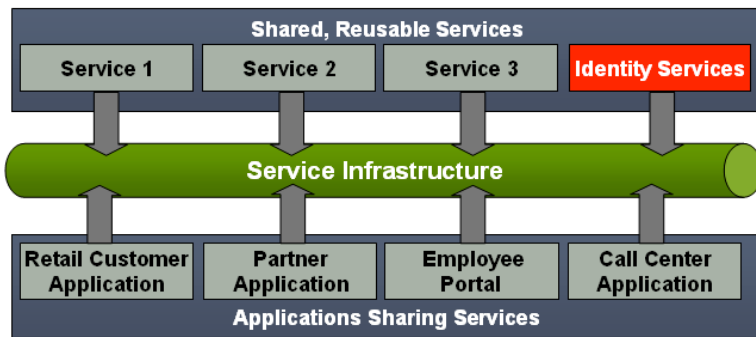 Shared, Reusable Services
Service 1
Service 2
Service 3
Identity Services
Service Infrastructure
Retail Customer
Application
Partner
Application
Employee
Portal
Call Center
Application
Applications Sharing Services